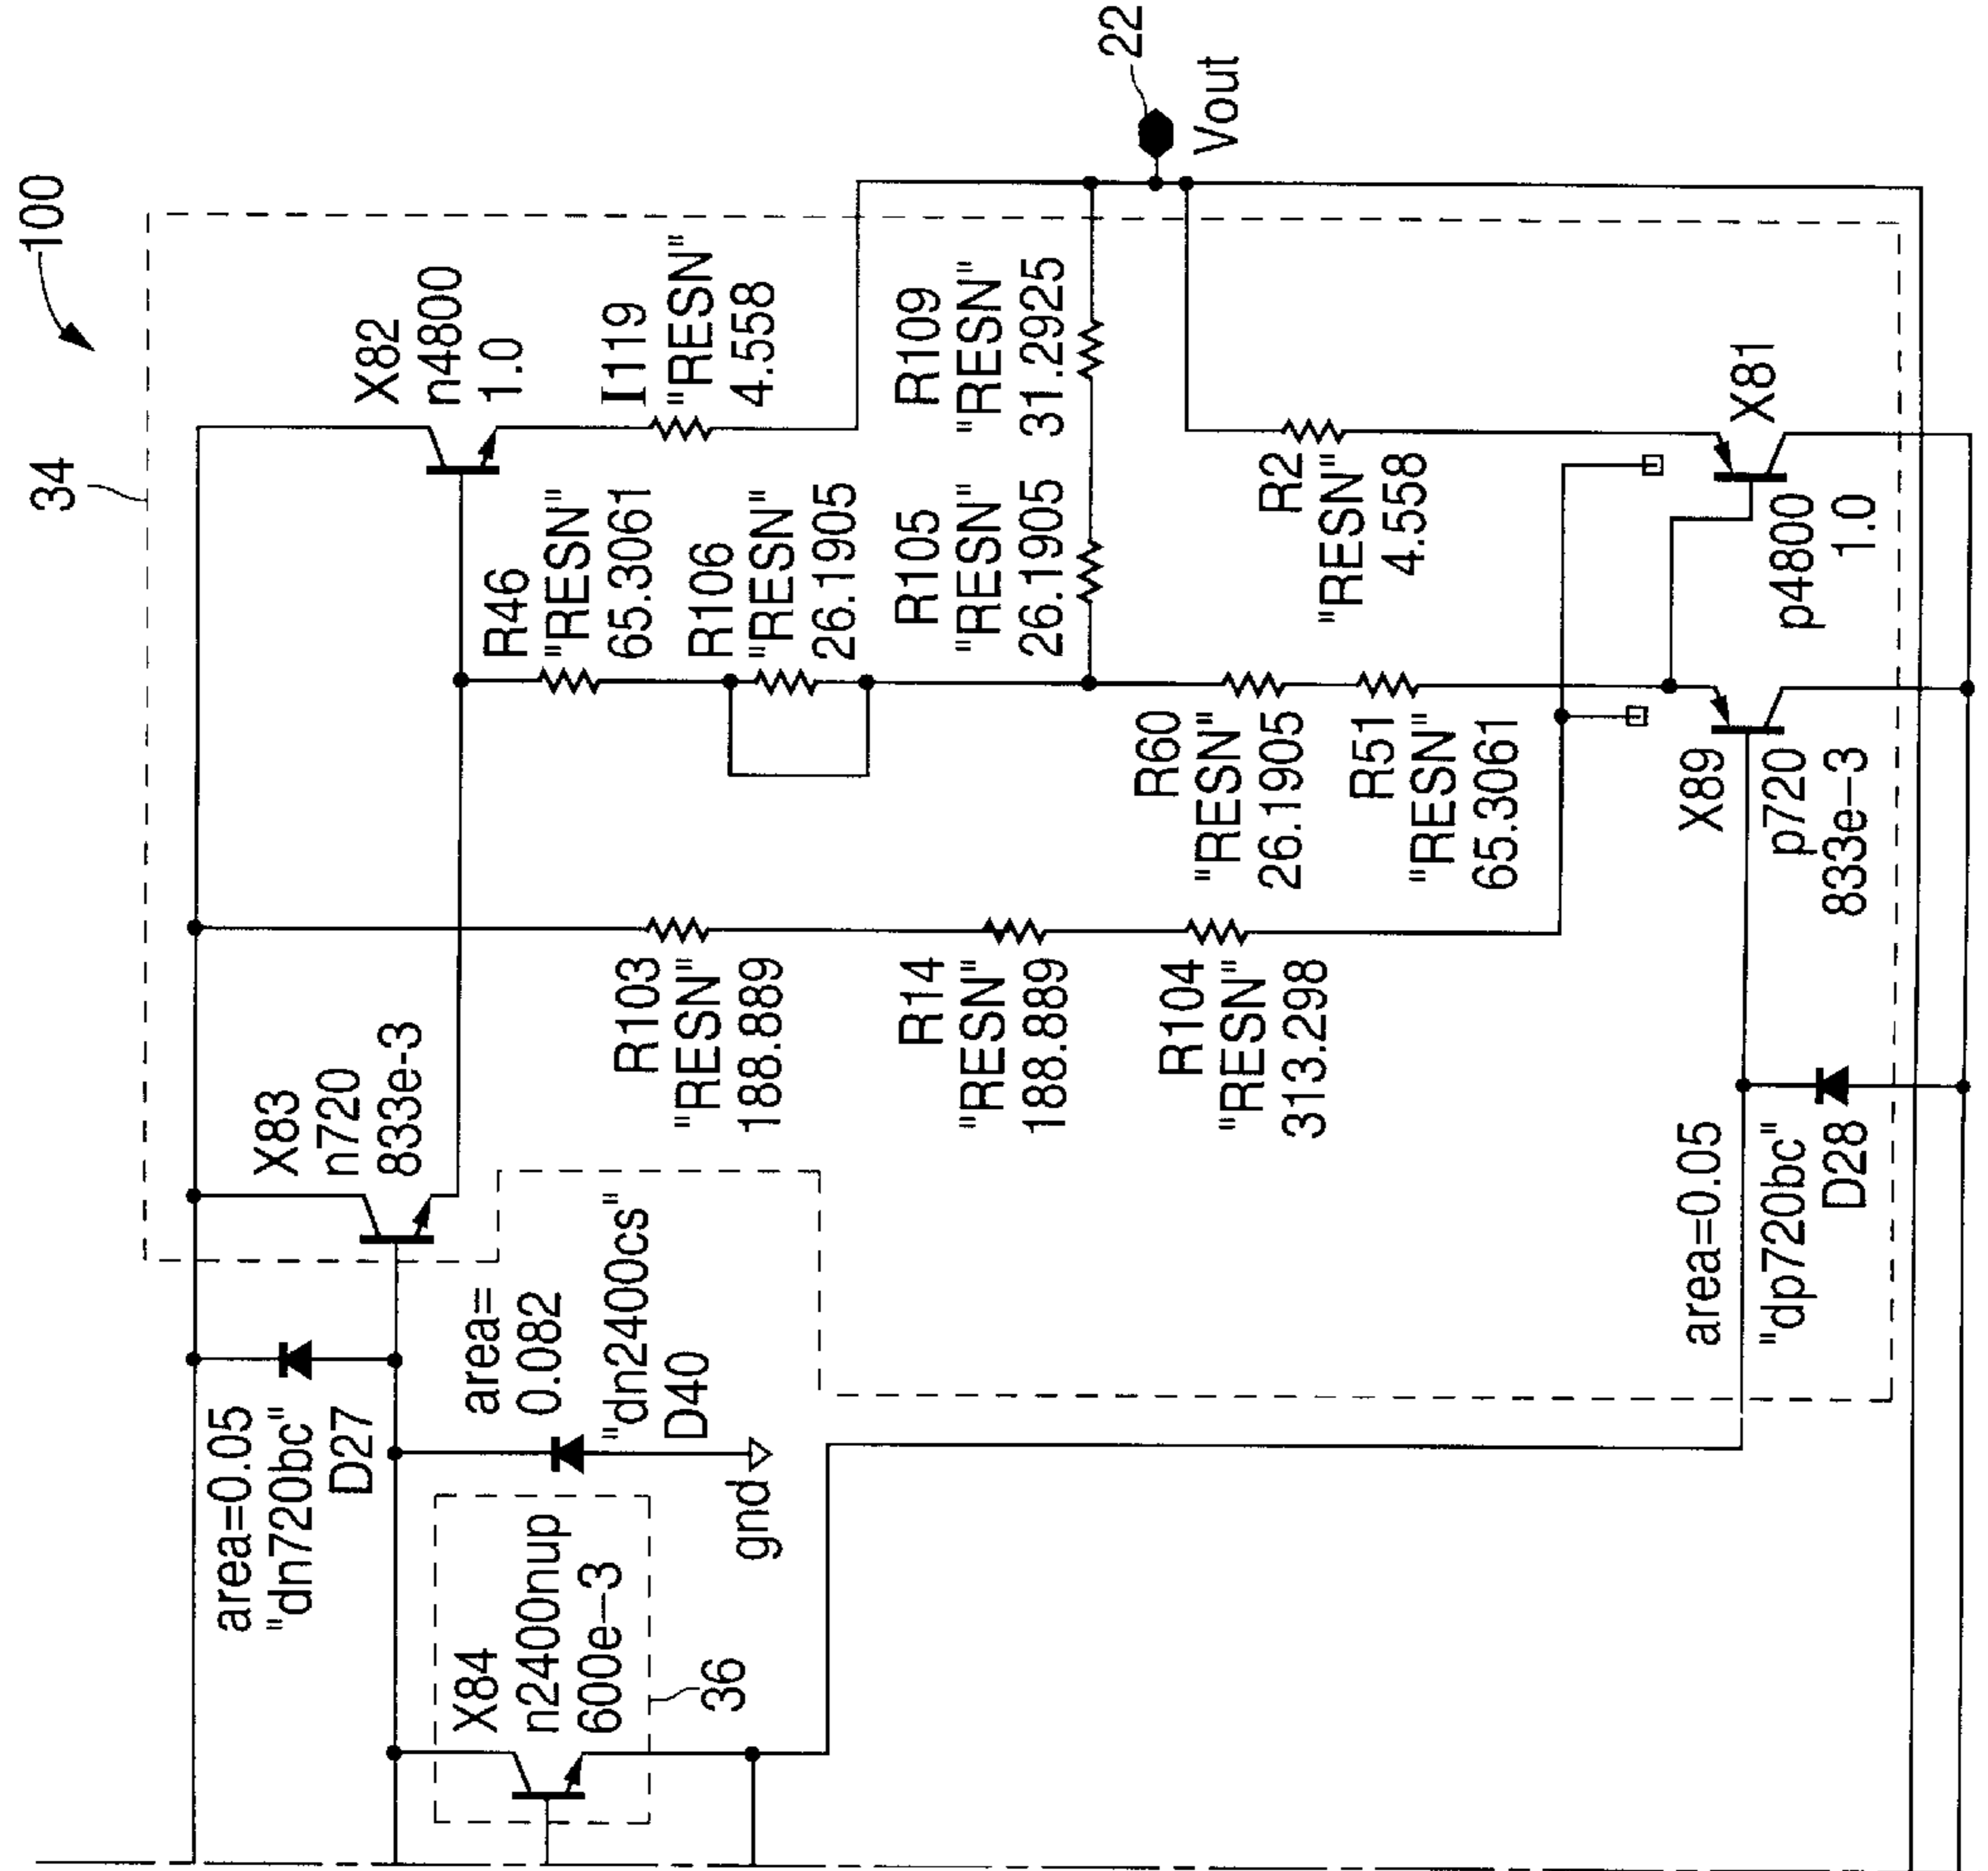 100
34
22
Vout
X82
n4800
1.0
I119
"RESN"
4.558
R46
"RESN"
65.3061
R106
"RESN"
26.1905
R105
"RESN"
26.1905
R109
"RESN"
31.2925
R2
"RESN"
4.558
X81
p4800
1.0
R60
"RESN"
26.1905
R51
"RESN"
65.3061
X89
p720
833e-3
X83
n720
833e-3
R103
"RESN"
188.889
R14
"RESN"
188.889
R104
"RESN"
313.298
area=0.05
"dp720bc"
D28
area=0.05
"dn720bc"
D27
area=
0.082
"dn2400cs"
D40
gnd
X84
n2400nup
600e-3
36